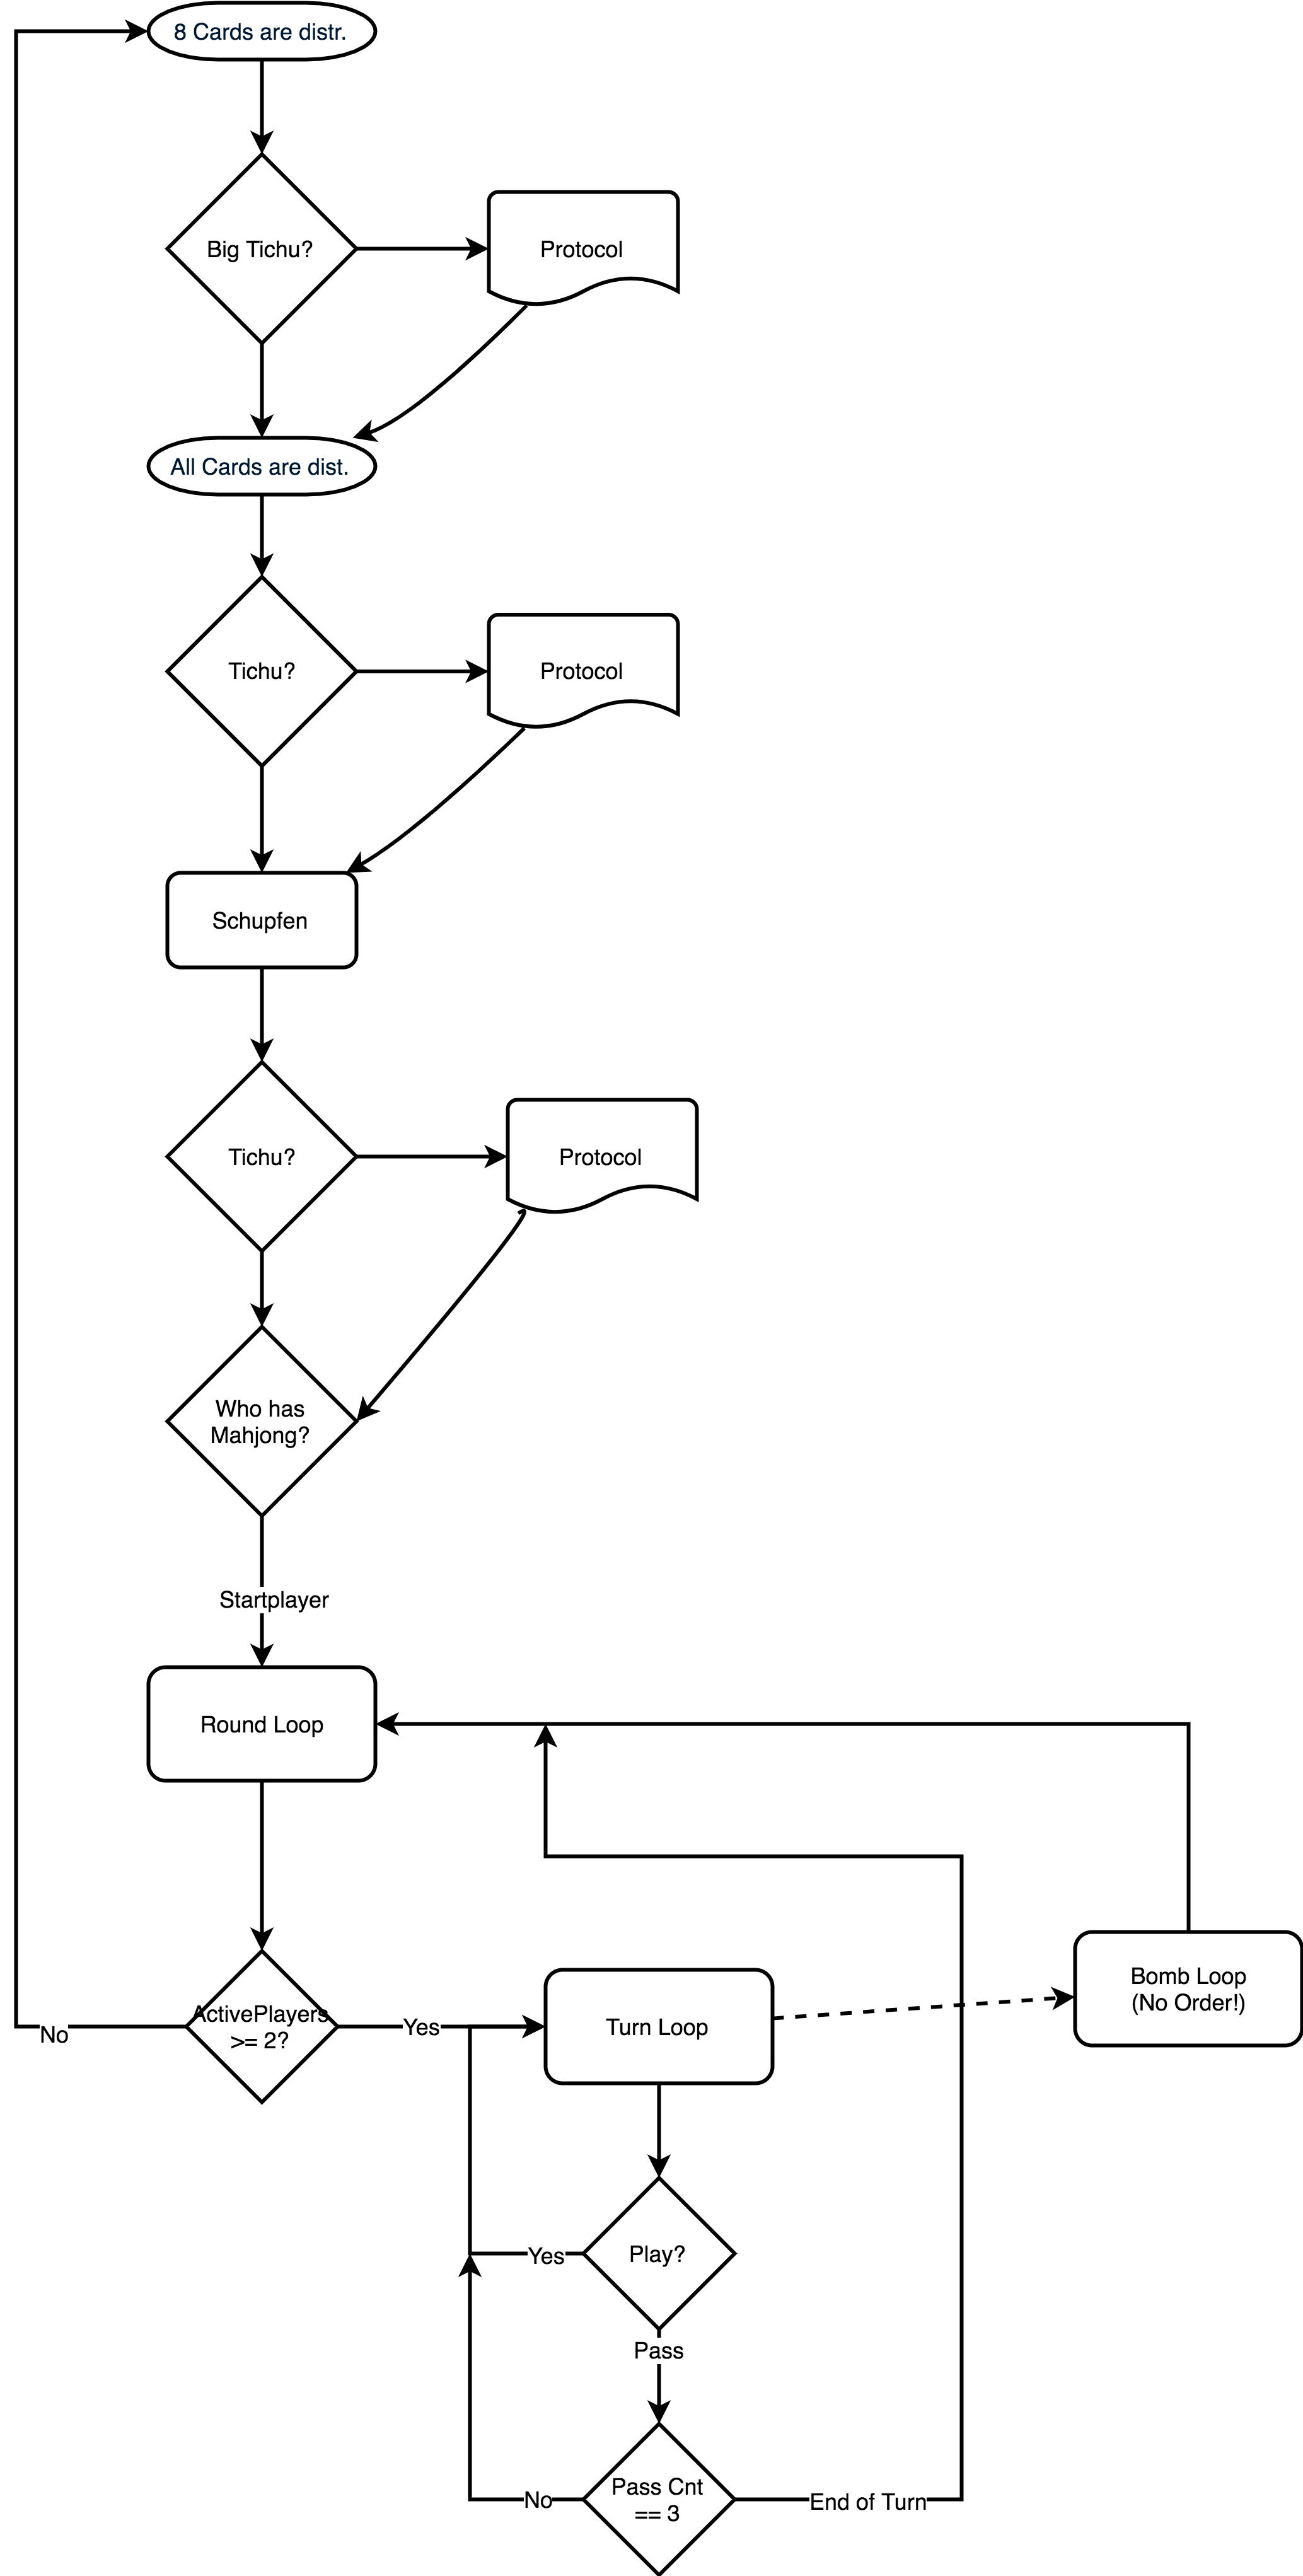 8 Cards are distr.
Big Tichu?
Protocol
All Cards are dist.
Tichu?
Protocol
Schupfen
Tichu?
Protocol
Who has
Mahjong?
Startplayer
Round Loop
ActivePlayers
>= 2?
No
Yes
Turn Loop
Bomb Loop
(No Order!)
Play?
Yes
Pass
Pass Cnt
== 3
No
End of Turn